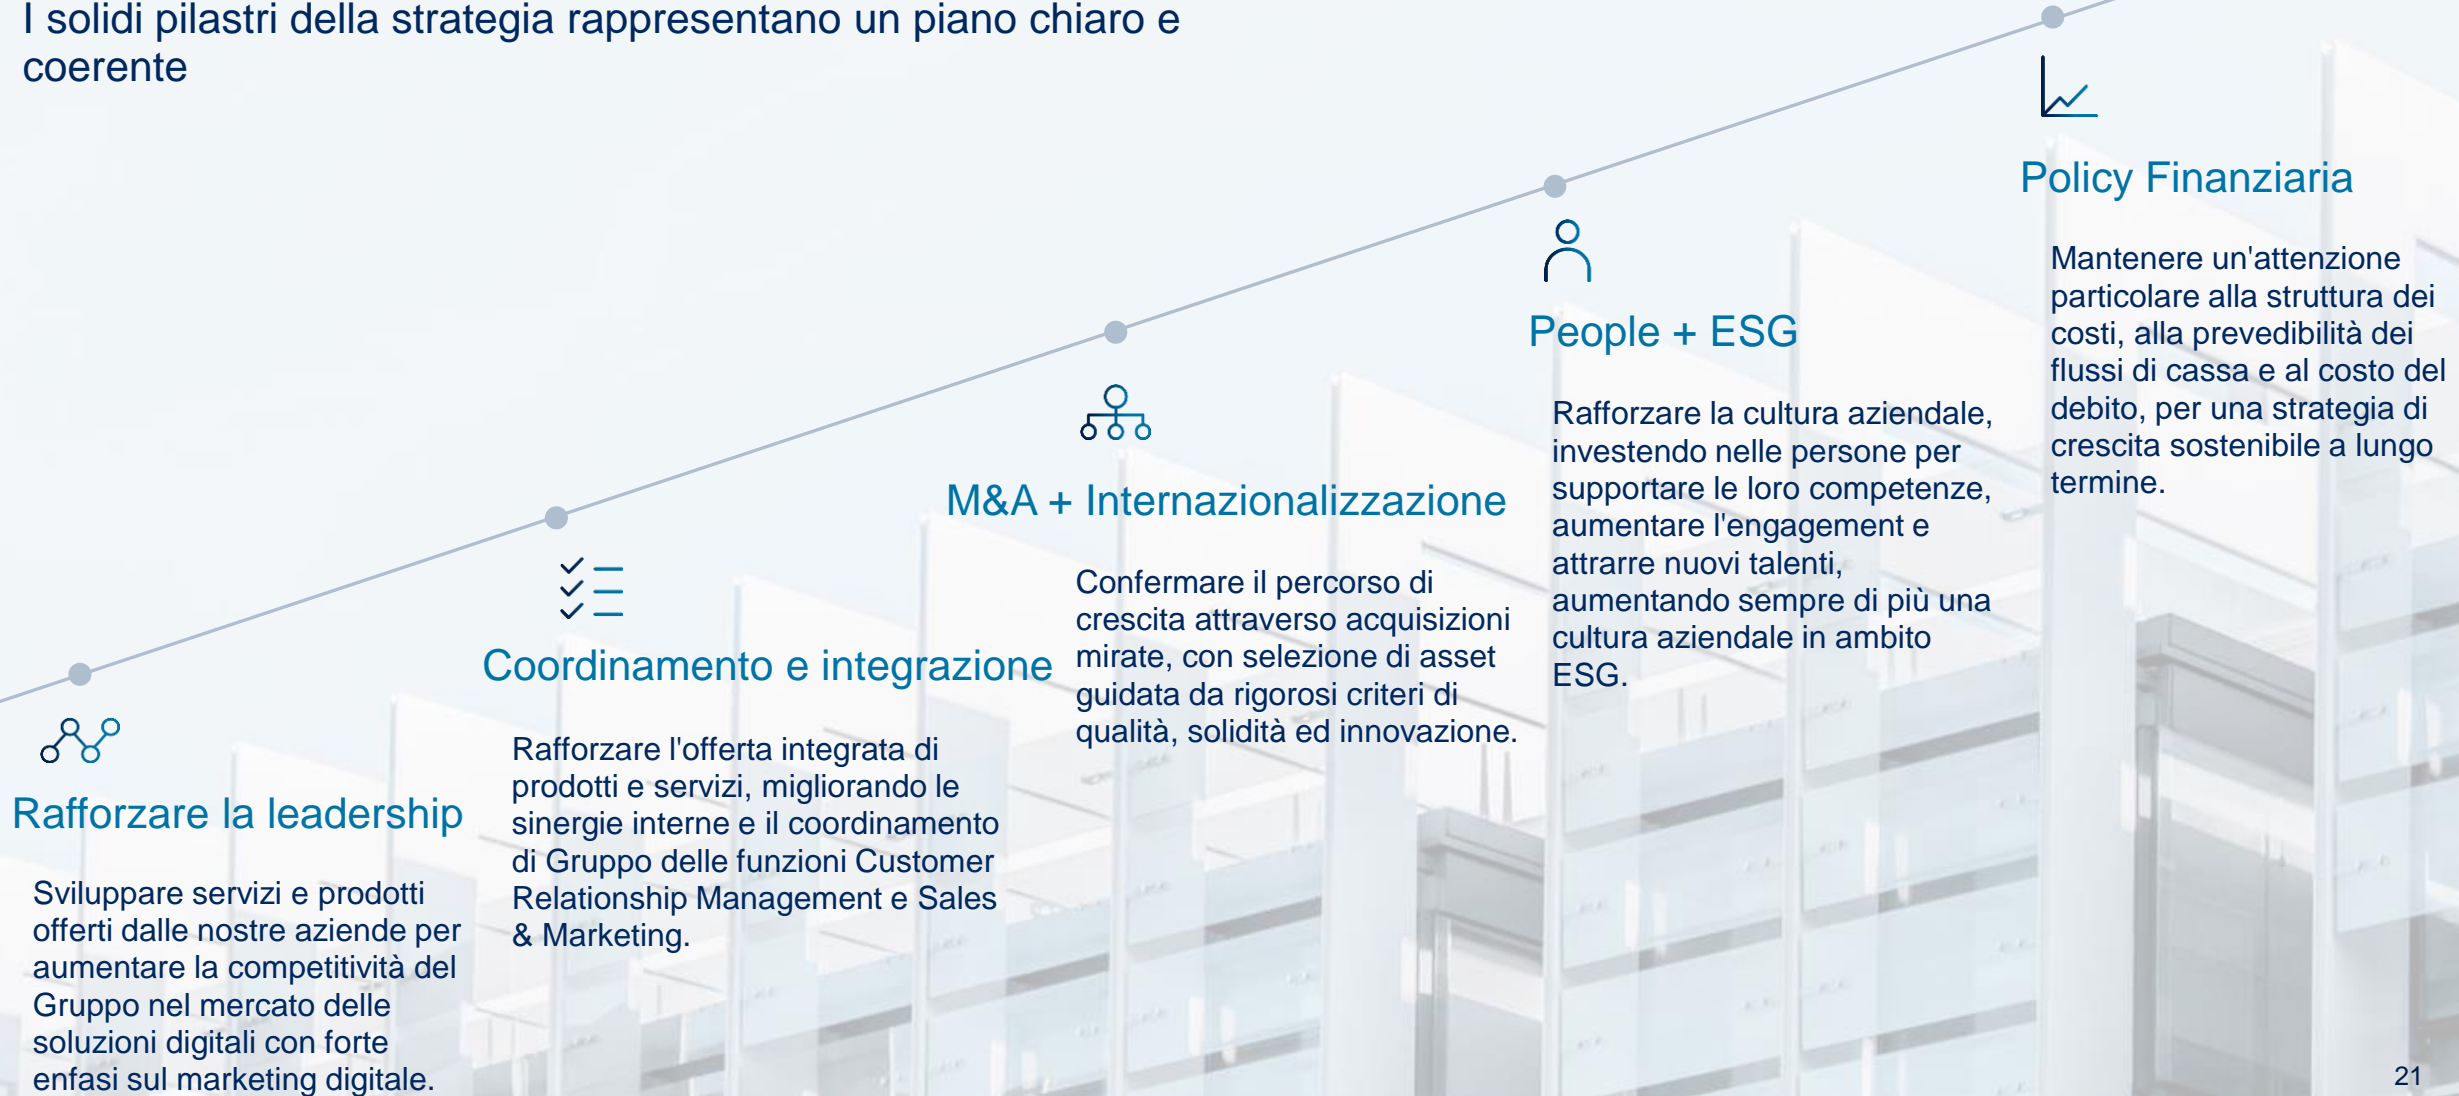 I solidi pilastri della strategia rappresentano un piano chiaro e
coerente
Rafforzare la leadership
Sviluppare servizi e prodotti
offerti dalle nostre aziende per
aumentare la competitività del
Gruppo nel mercato delle
soluzioni digitali con forte
enfasi sul marketing digitale.
Coordinamento e integrazione
Rafforzare l'offerta integrata di
prodotti e servizi, migliorando le
sinergie interne e il coordinamento
di Gruppo delle funzioni Customer
Relationship Management e Sales
& Marketing.
M&A + Internazionalizzazione
Confermare il percorso di
crescita attraverso acquisizioni
mirate, con selezione di asset
guidata da rigorosi criteri di
qualità, solidità ed innovazione.
People + ESG
Rafforzare la cultura aziendale,
investendo nelle persone per
supportare le loro competenze,
aumentare l'engagement e
attrarre nuovi talenti,
aumentando sempre di più una
cultura aziendale in ambito
ESG.
Policy Finanziaria
Mantenere un'attenzione
particolare alla struttura dei
costi, alla prevedibilità dei
flussi di cassa e al costo del
debito, per una strategia di
crescita sostenibile a lungo
termine.
21